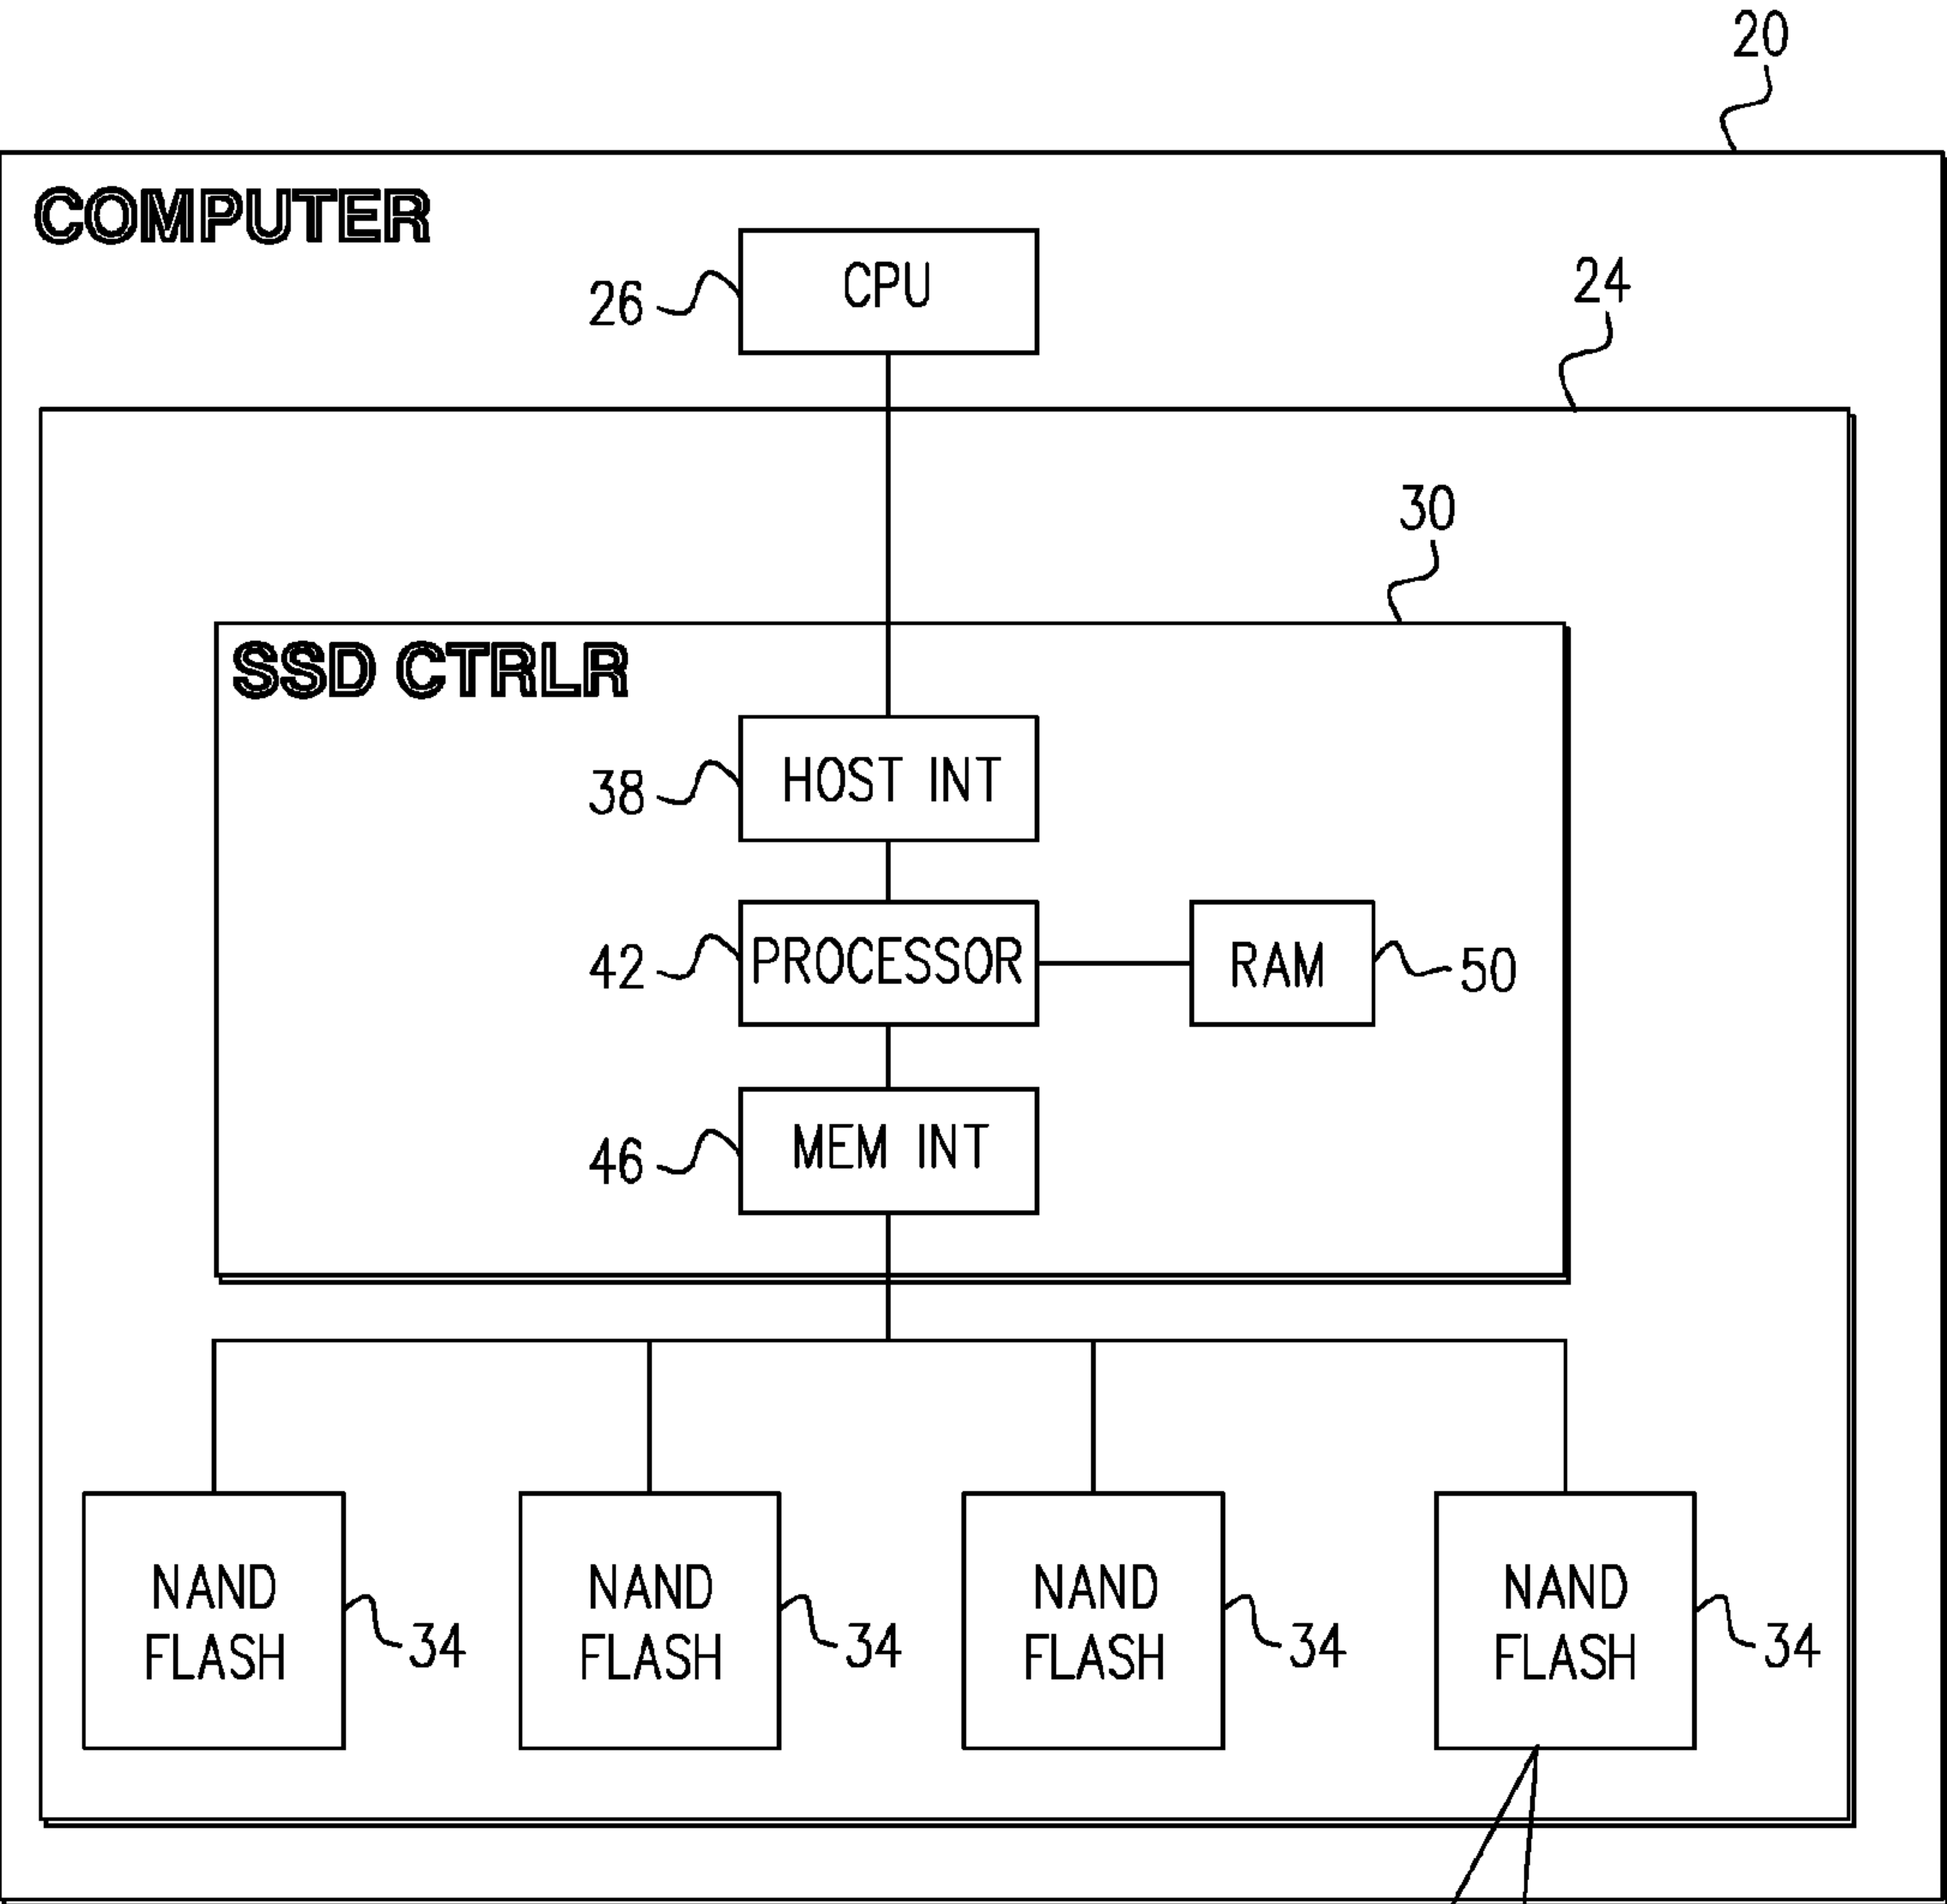 20
COMPUTER
CPU
26
24
30
SSD CTRLR
HOST INT
38
PROCESSOR
42
RAM
50
MEM INT
46
NAND
FLASH
34
NAND
FLASH
34
NAND
FLASH
34
NAND
FLASH
34